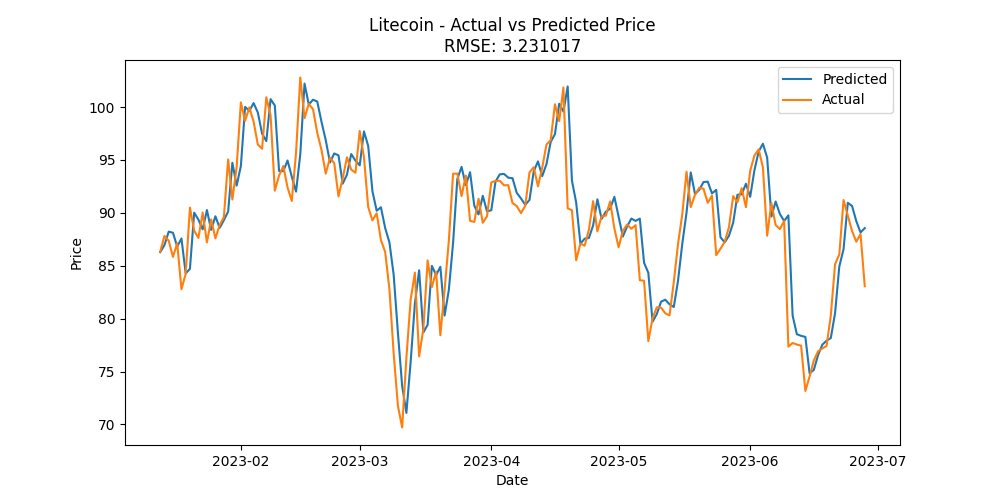 Litecoin - Actual vs Predicted Price
RMSE: 3.231017
Predicted
Actual
Price
100
95
90
85
80
75
70
2023-02
2023-03
2023-04
2023-05
2023-06
2023-07
Date